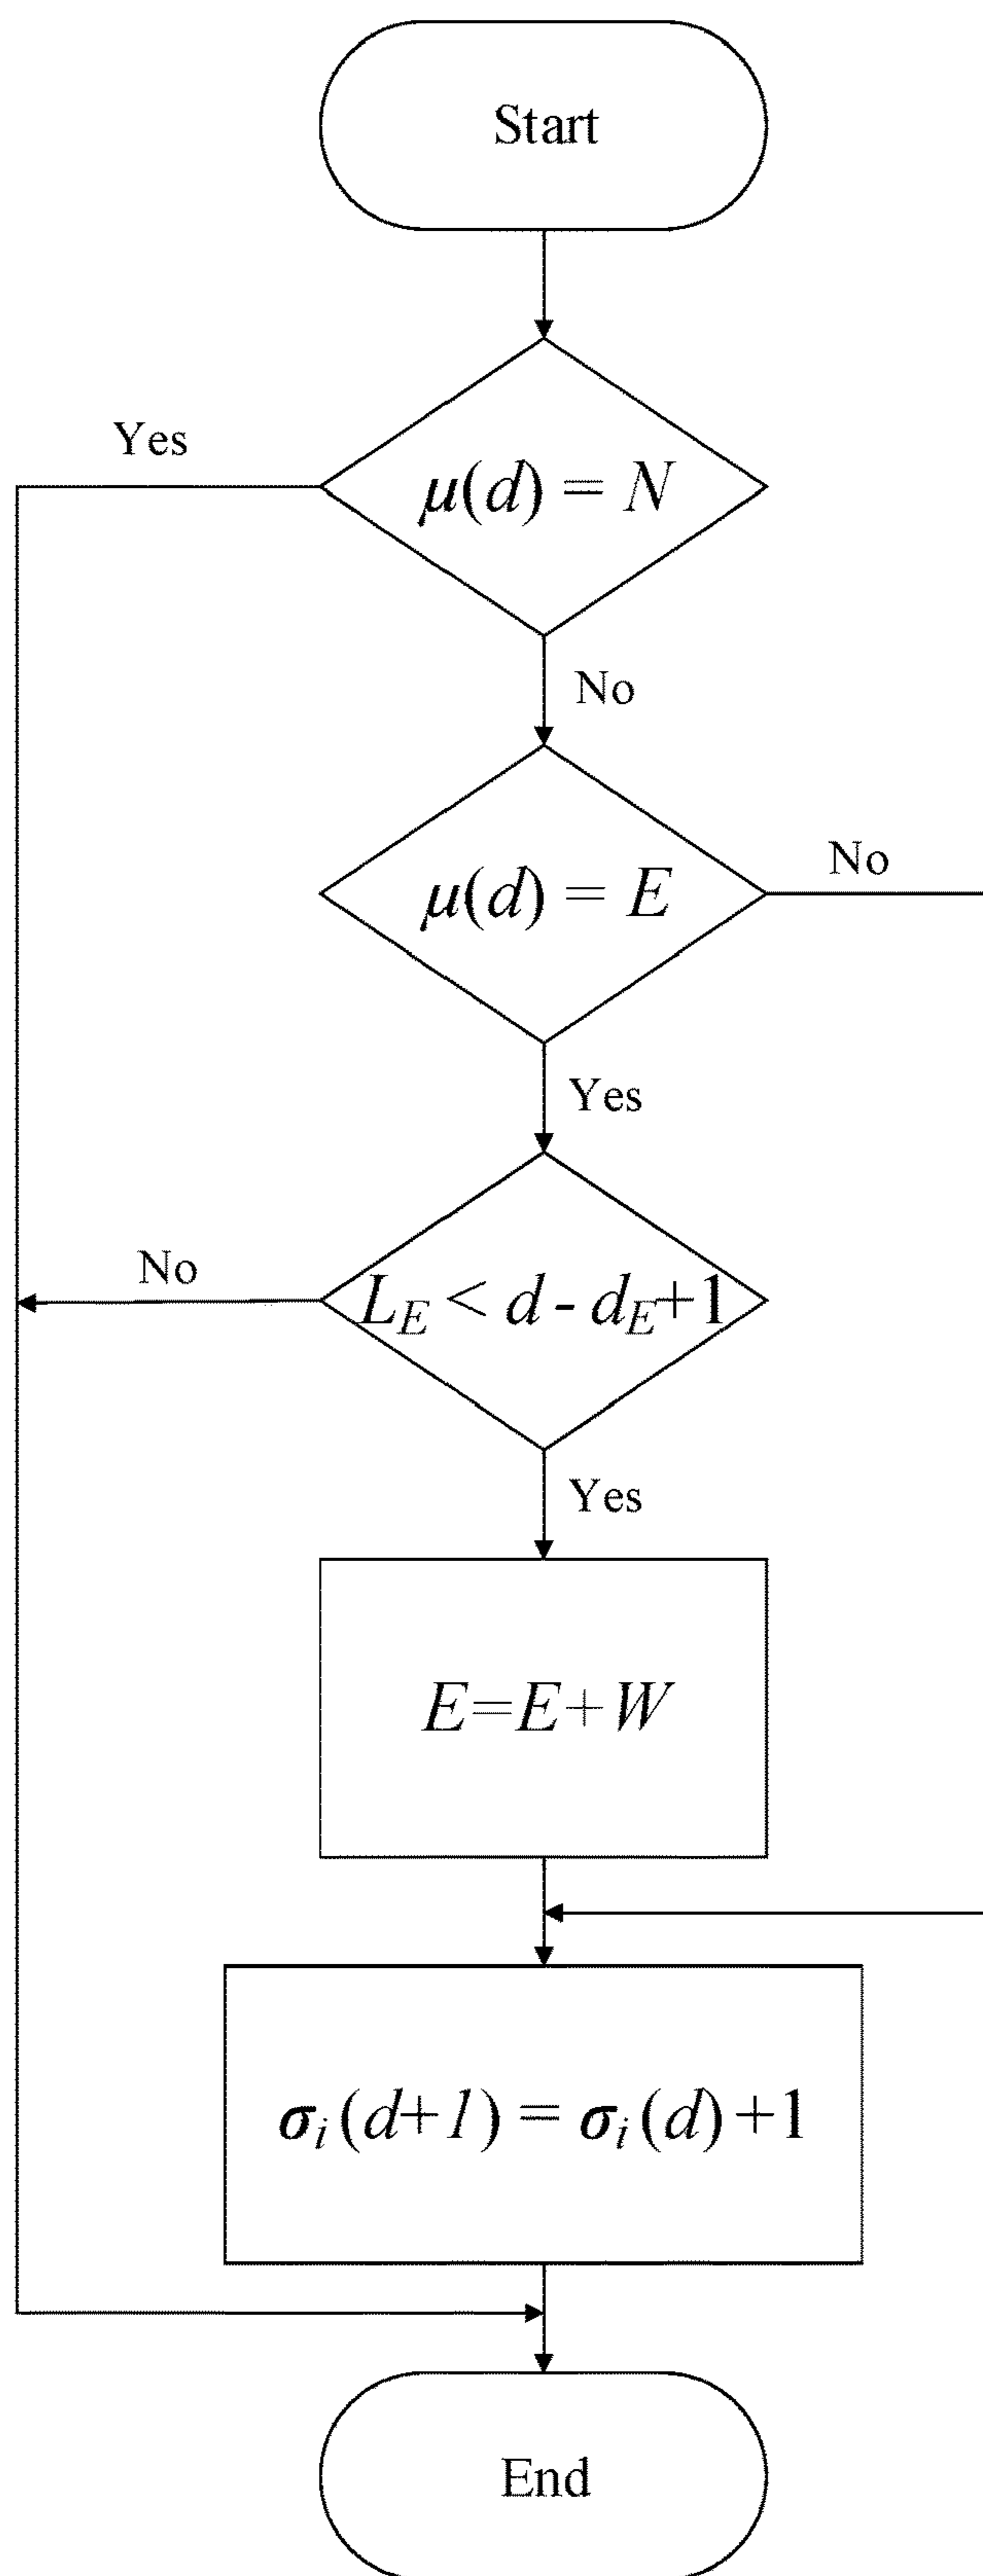 Start
Yes
μ(d) = N
No
μ(d) = E
No
Yes
L_E < d - d_E+1
No
Yes
E=E+W
σ_i(d+1) = σ_i(d)+1
End